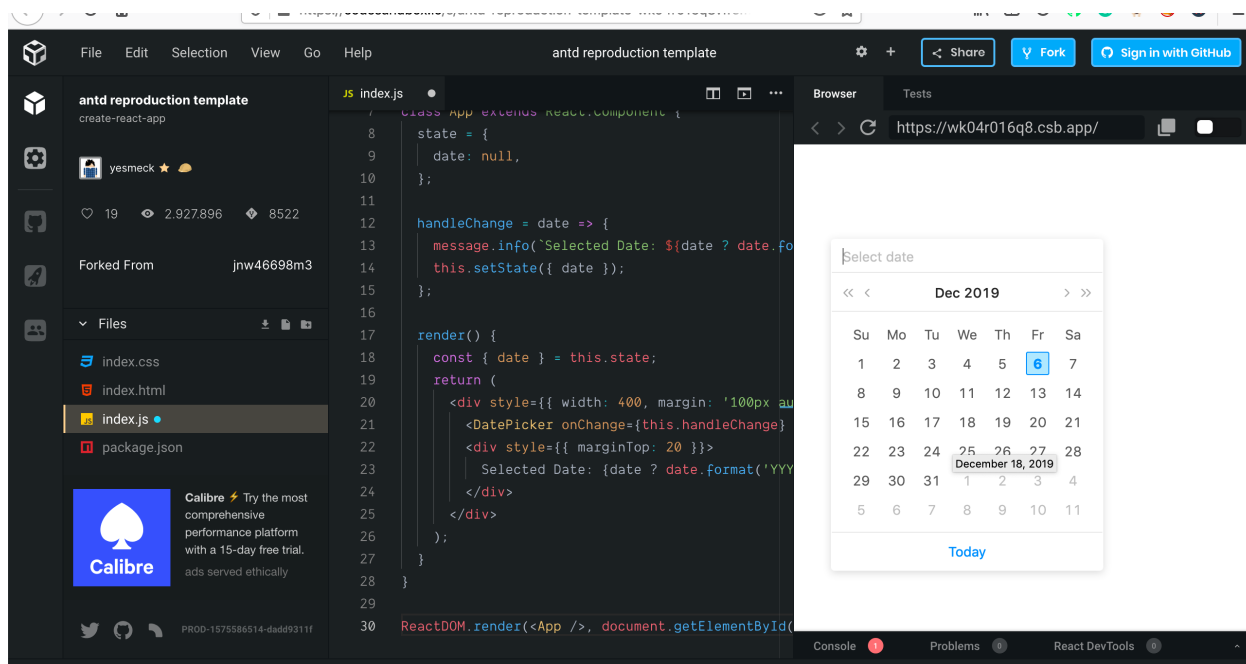 File Edit Selection View Go Help
antd reproduction template
Share
Fork
Sign in with GitHub
antd reproduction template
create-react-app
yesmeck
19 2.927.896 8522
Forked From jnw46698m3
Files
index.css
index.html
JS index.js
package.json
Calibre
Calibre ⚡ Try the most
comprehensive
performance platform
with a 15-day free trial.
ads served ethically
PROD-1575586514-dadd9311f
JS index.js
7 class App extends React.Component {
8 state = {
9 date: null,
10 };
11
12 handleChange = date => {
13 message.info(`Selected Date: ${date ? date.fo
14 this.setState({ date });
15 };
16
17 render() {
18 const { date } = this.state;
19 return (
20 <div style={{ width: 400, margin: '100px au
21 <DatePicker onChange={this.handleChange}
22 <div style={{ marginTop: 20 }}>
23 Selected Date: {date ? date.format('YYY
24 </div>
25 </div>
26 );
27 }
28 }
29
30 ReactDOM.render(<App />, document.getElementById(
Browser Tests
https://wk04r016q8.csb.app/
Select date
« < Dec 2019 > »
Su Mo Tu We Th Fr Sa
1 2 3 4 5 6 7
8 9 10 11 12 13 14
15 16 17 18 19 20 21
22 23 24 25 26 27 28
December 18, 2019
29 30 31 1 2 3 4
5 6 7 8 9 10 11
Today
Console 1 Problems 0 React DevTools 0